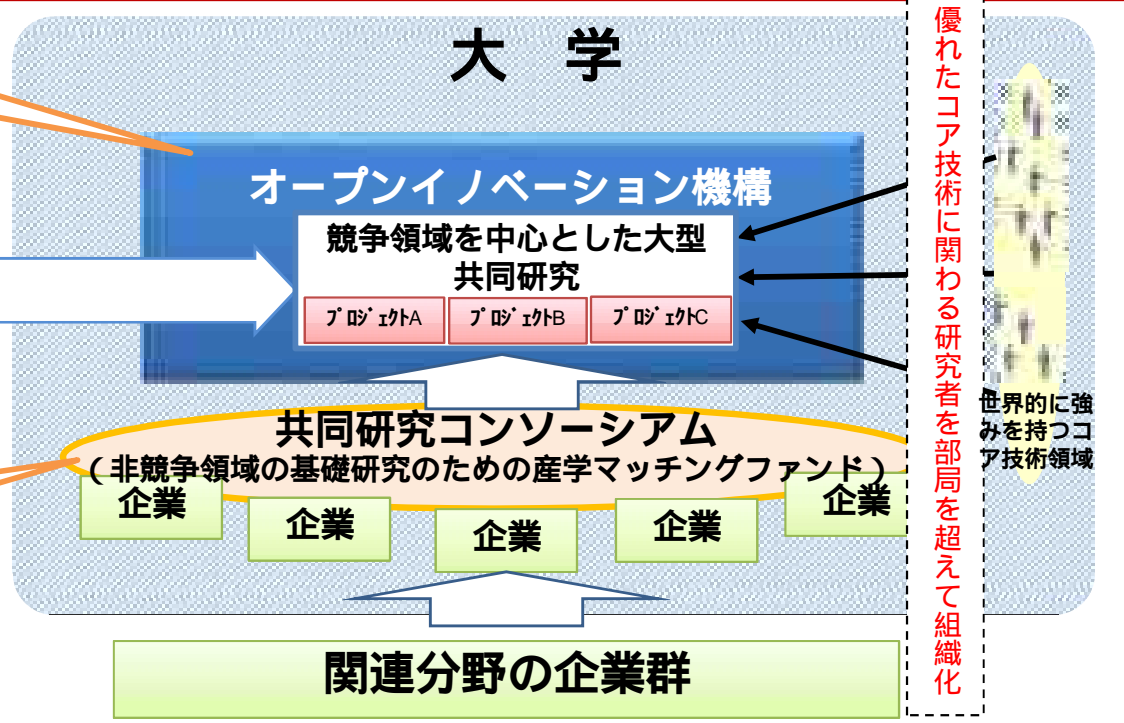 大 学
オープンイノベーション機構
競争領域を中心とした大型
共同研究
ﾌﾟﾛｼﾞｪｸﾄA
ﾌﾟﾛｼﾞｪｸﾄB
ﾌﾟﾛｼﾞｪｸﾄC
共同研究コンソーシアム
(非競争領域の基礎研究のための産学マッチングファンド)
企業
企業
企業
企業
企業
関連分野の企業群
優れたコア技術に関わる研究者を部局を超えて組織化
世界的に強
みを持つコ
ア技術領域